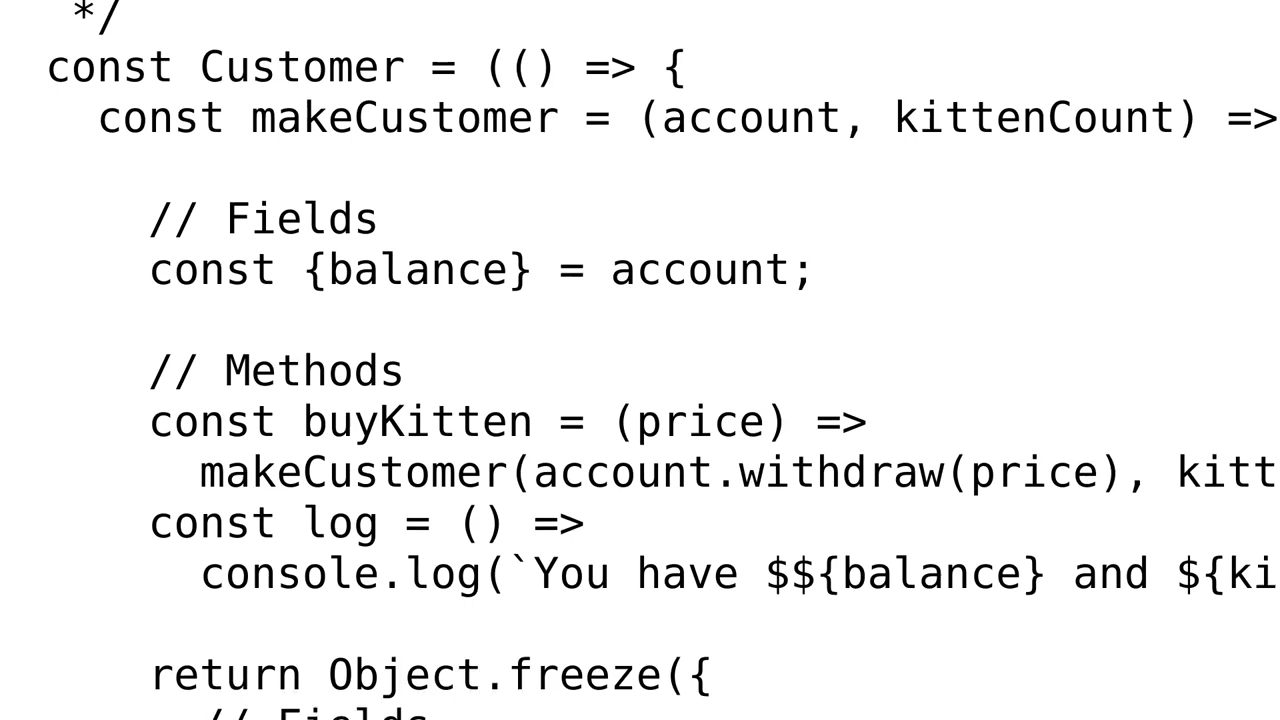 */
const Customer = (() => {
const makeCustomer = (account, kittenCount) =>
// Fields
const {balance} = account;
// Methods
const buyKitten = (price) =>
makeCustomer(account.withdraw(price), kitt
const log = () =>
console.log(`You have $${balance} and ${ki
return Object.freeze({
// Fields